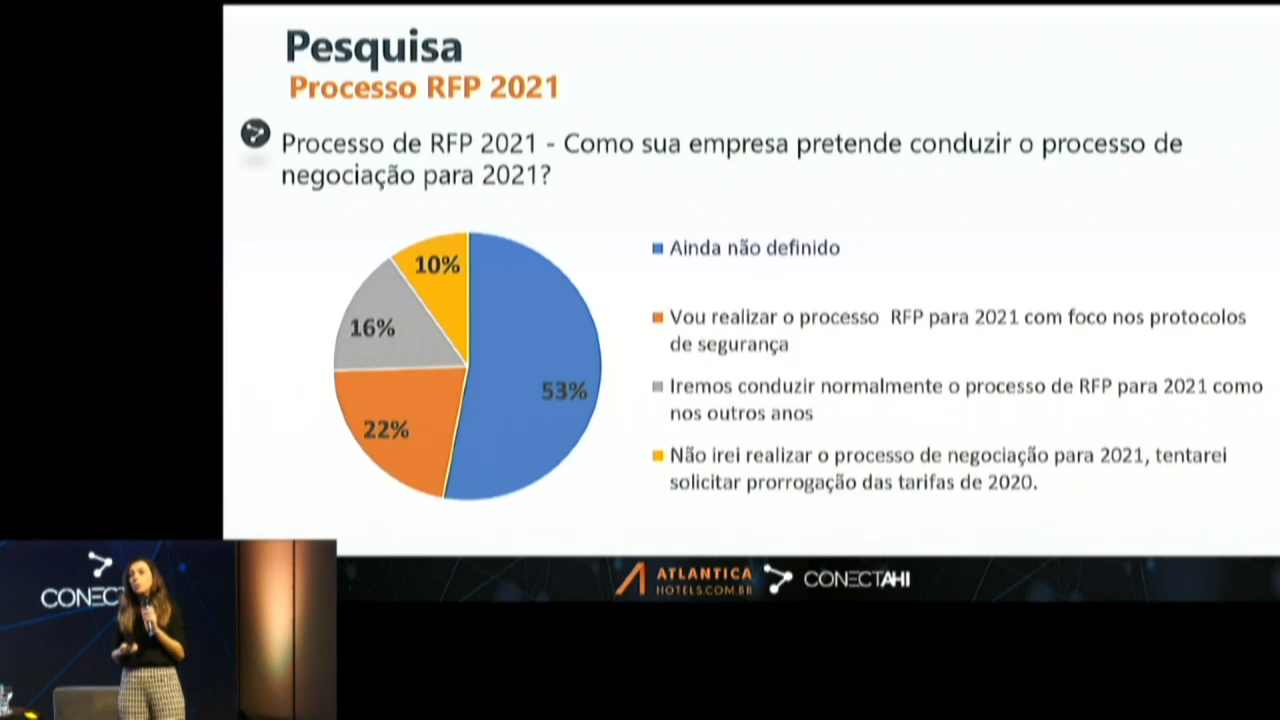 Pesquisa
Processo RFP 2021
Processo de RFP 2021 - Como sua empresa pretende conduzir o processo de
negociação para 2021?
10%
16%
53%
22%
Ainda não definido
Vou realizar o processo RFP para 2021 com foco nos protocolos
de segurança
Iremos conduzir normalmente o processo de RFP para 2021 como
nos outros anos
Não irei realizar o processo de negociação para 2021, tentarei
solicitar prorrogação das tarifas de 2020.
CONEC
ATLANTICA
HOTELS.COM.BR
CONECTAHI